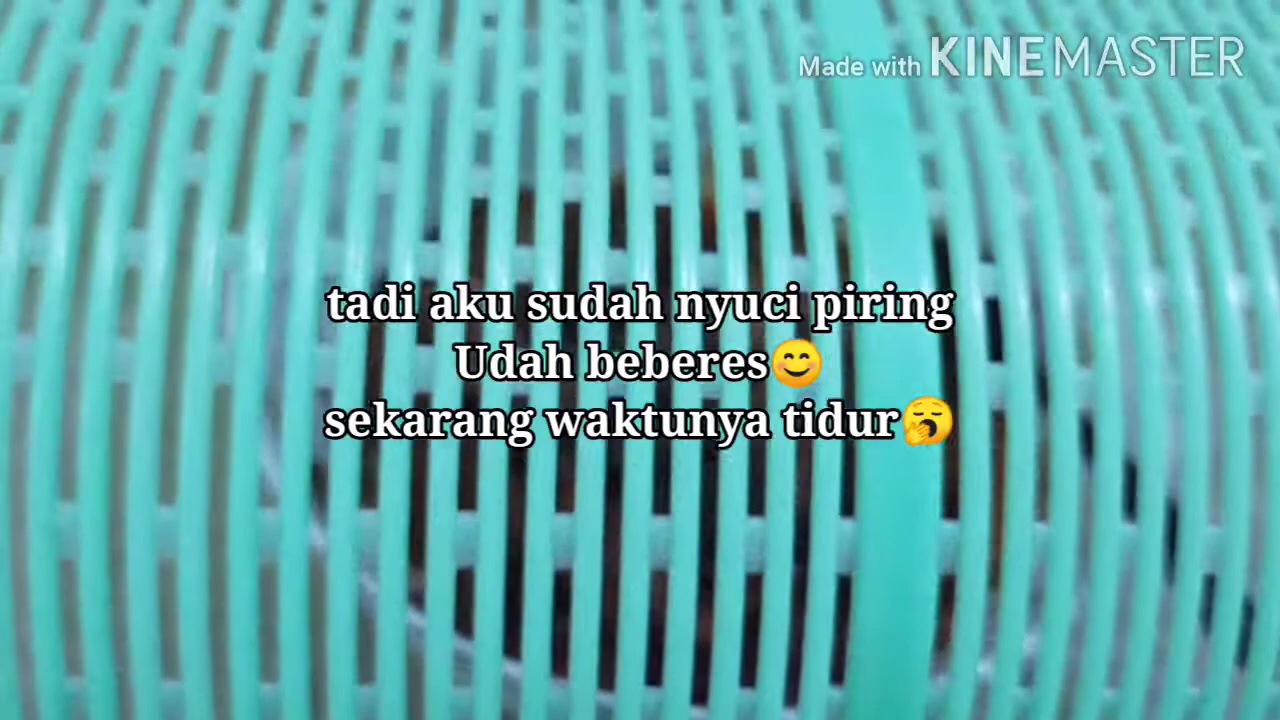 Made with KINEMASTER
tadi aku sudah nyuci piring
Udah beberes😊
sekarang waktunya tidur🥱